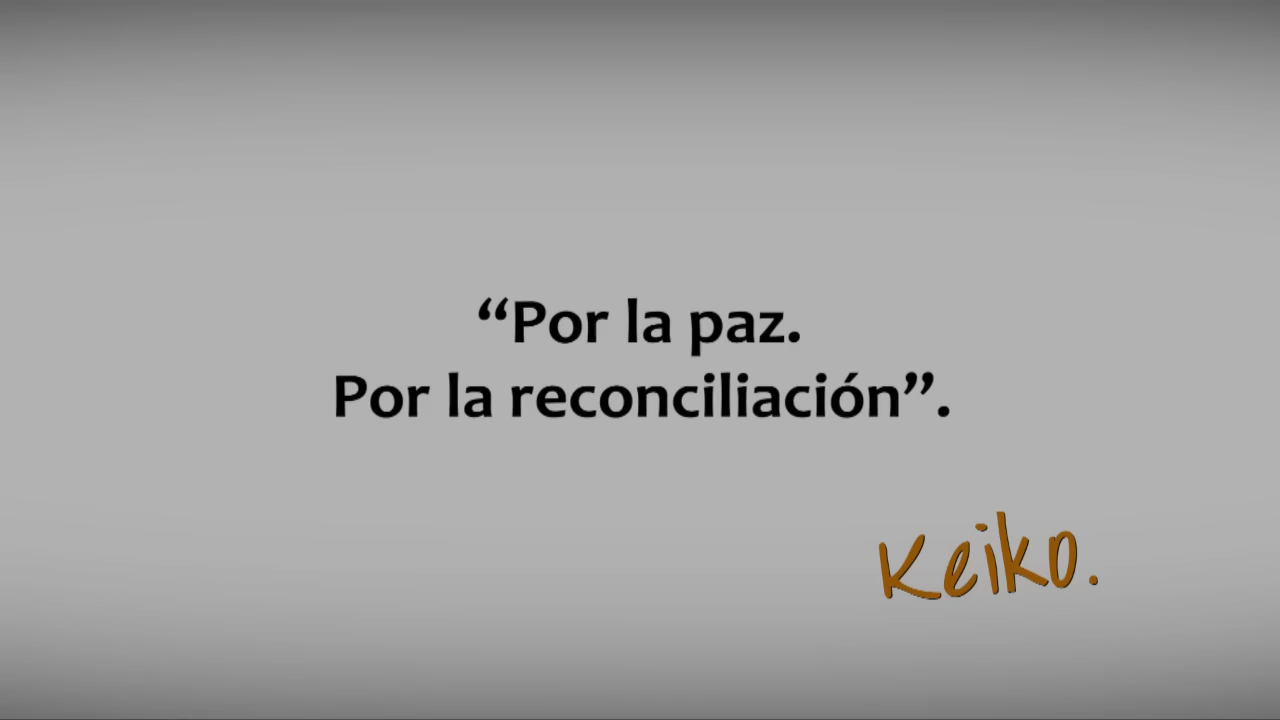 “Por la paz.
Por la reconciliación”.
Keiko.